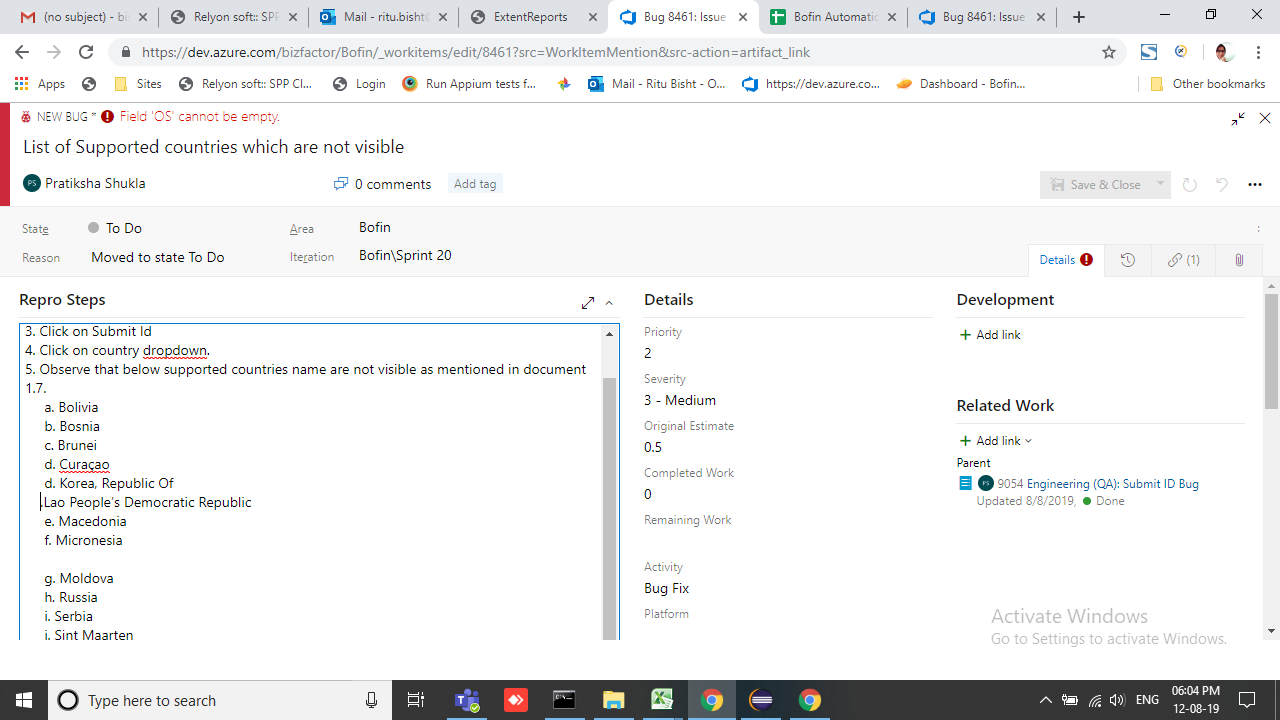 (no subject) - bi
Relyon soft:: SPP
Mail - ritu.bisht
ExtentReports
Bug 8461: Issue
Bofin Automatic
Bug 8461: Issue
https://dev.azure.com/bizfactor/Bofin/_workitems/edit/8461?src=WorkItemMention&src-action=artifact_link
Apps
Sites
Relyon soft:: SPP Cl...
Login
Run Appium tests f...
Mail - Ritu Bisht - O...
https://dev.azure.co...
Dashboard - Bofin...
Other bookmarks
NEW BUG * Field 'OS' cannot be empty.
List of Supported countries which are not visible
PS Pratiksha Shukla
0 comments
Add tag
Save & Close
State To Do
Area Bofin
Reason Moved to state To Do
Iteration Bofin\Sprint 20
Details
(1)
Repro Steps
3. Click on Submit Id
4. Click on country dropdown.
5. Observe that below supported countries name are not visible as mentioned in document
1.7.
a. Bolivia
b. Bosnia
c. Brunei
d. Curaçao
d. Korea, Republic Of
.Lao People's Democratic Republic
e. Macedonia
f. Micronesia
g. Moldova
h. Russia
i. Serbia
j. Sint Maarten
Details
Priority
2
Severity
3 - Medium
Original Estimate
0.5
Completed Work
0
Remaining Work
Activity
Bug Fix
Platform
Development
+ Add link
Related Work
+ Add link
Parent
PS 9054 Engineering (QA): Submit ID Bug
Updated 8/8/2019, Done
Activate Windows
Go to Settings to activate Windows.
Type here to search
ENG
06:04 PM
12-08-19